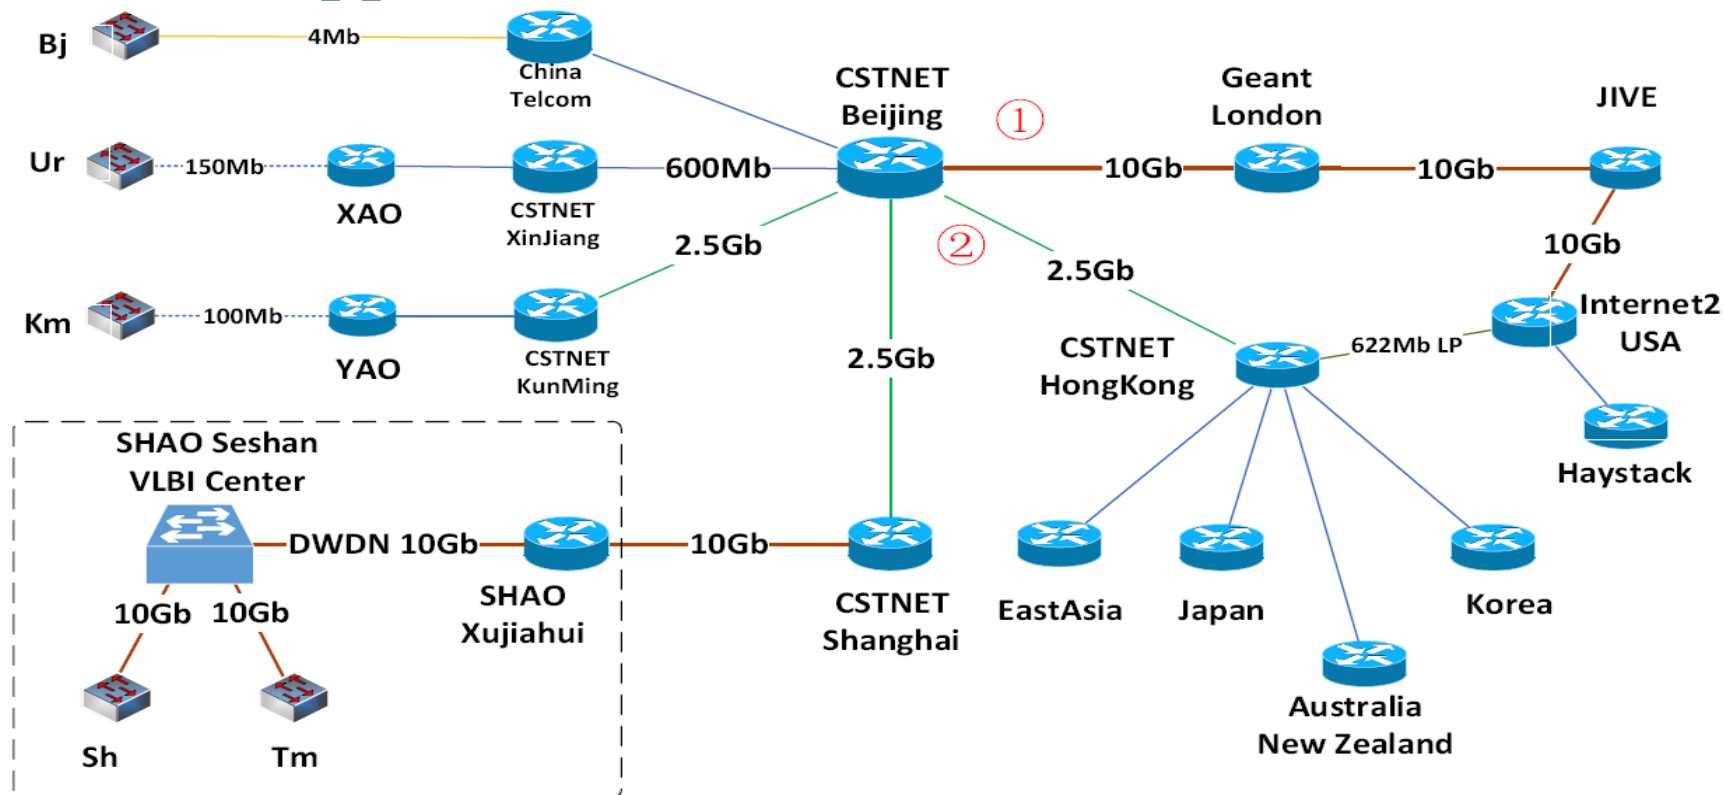 Bj
4Mb
China
Telcom
CSTNET
Beijing
①
Geant
London
JIVE
Ur
150Mb
XAO
CSTNET
XinJiang
600Mb
10Gb
10Gb
②
2.5Gb
2.5Gb
10Gb
Km
100Mb
YAO
CSTNET
KunMing
2.5Gb
CSTNET
HongKong
622Mb LP
Internet2
USA
Haystack
SHAO Seshan
VLBI Center
DWDN 10Gb
10Gb
10Gb
10Gb
SHAO
Xujiahui
CSTNET
Shanghai
EastAsia
Japan
Korea
Australia
New Zealand
Sh
Tm